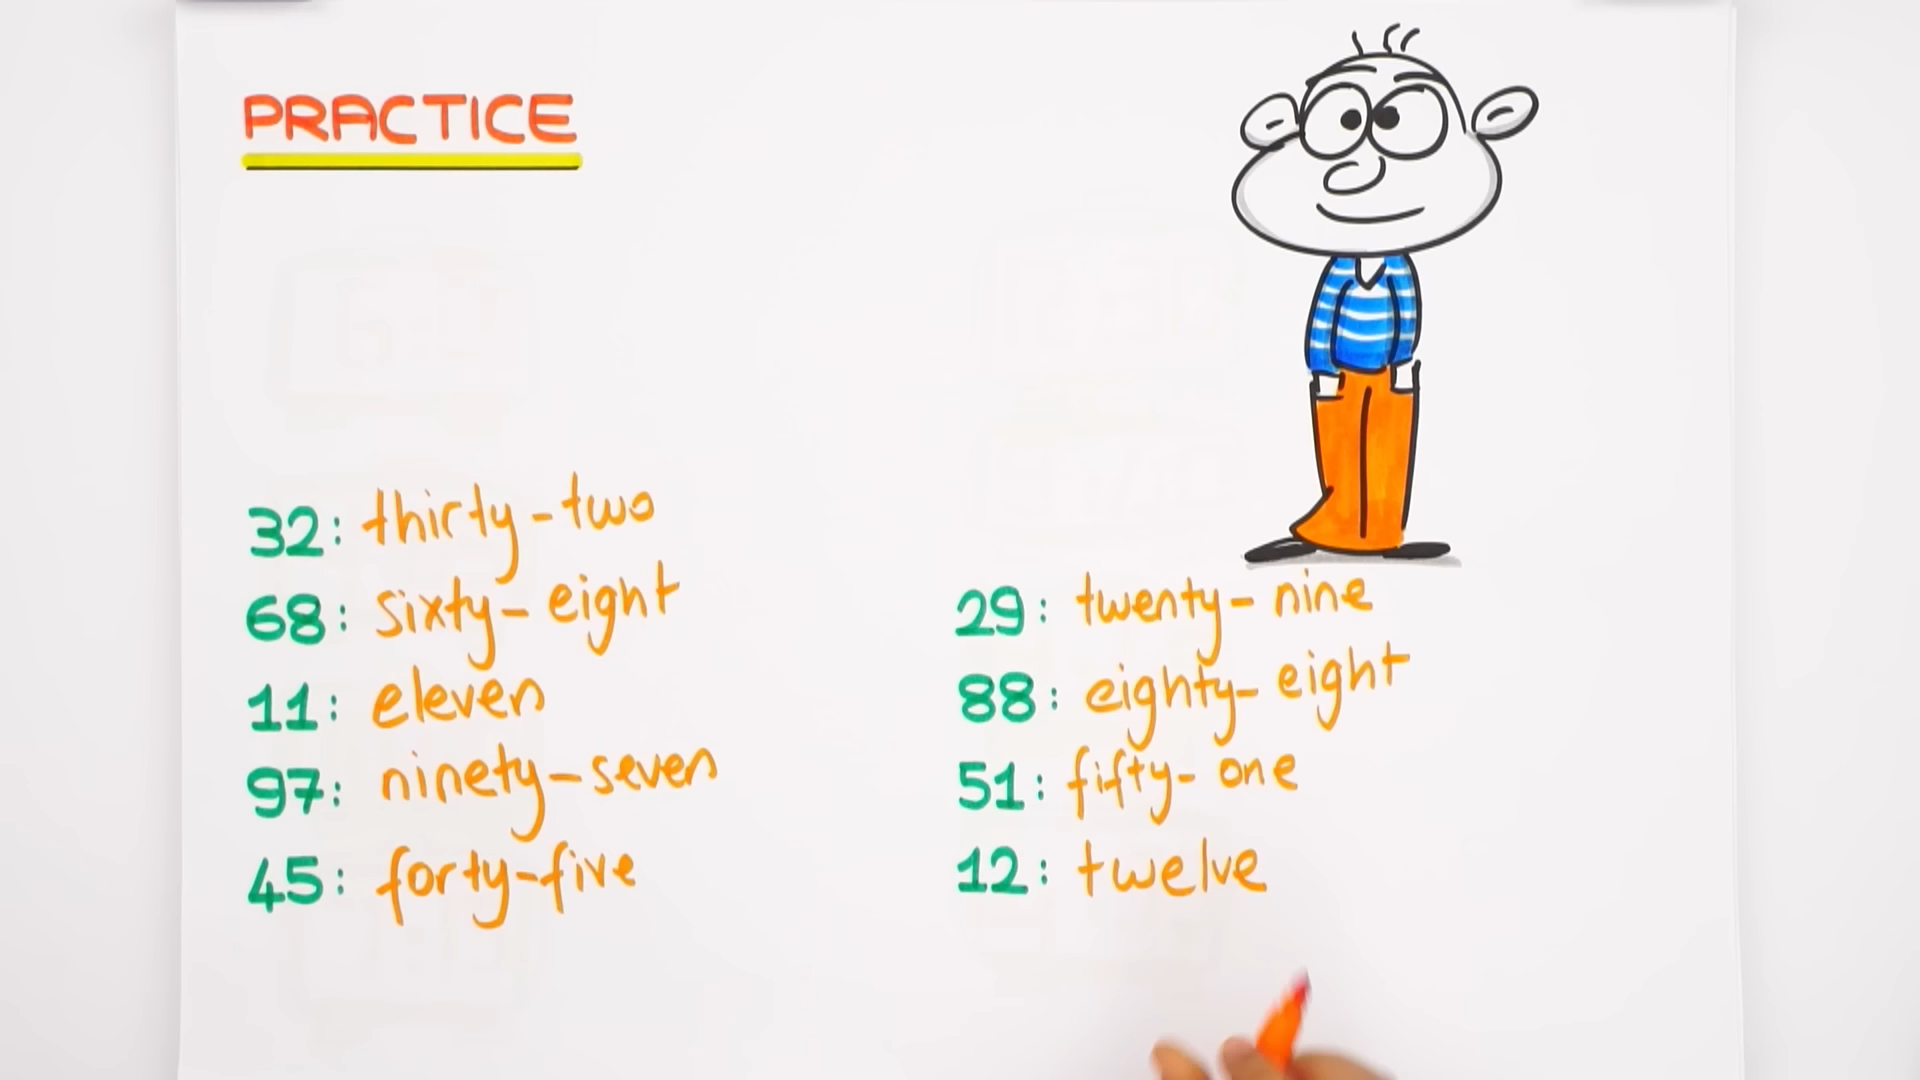 PRACTICE
32: thirty-two
68: sixty-eight
11: eleven
97: ninety-seven
45: forty-five
29: twenty-nine
88: eighty-eight
51: fifty-one
12: twelve